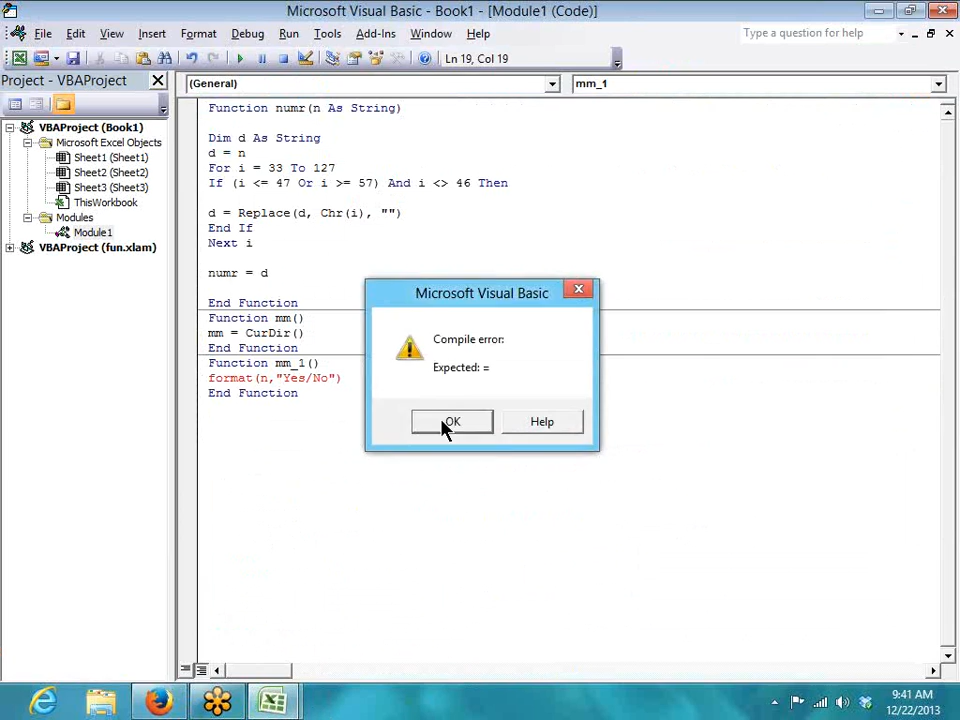 Microsoft Visual Basic - Book1 - [Module1 (Code)]
File Edit View Insert Format Debug Run Tools Add-Ins Window Help
Type a question for help
Ln 19, Col 19
Project - VBAProject
(General)
mm_1
VBAProject (Book1)
Microsoft Excel Objects
Sheet1 (Sheet1)
Sheet2 (Sheet2)
Sheet3 (Sheet3)
ThisWorkbook
Modules
Module1
VBAProject (fun.xlam)
Function numr(n As String)
Dim d As String
d = n
For i = 33 To 127
If (i <= 47 Or i >= 57) And i <> 46 Then
d = Replace(d, Chr(i), "")
End If
Next i
numr = d
End Function
Function mm()
mm = CurDir()
End Function
Function mm_1()
format(n,"Yes/No")
End Function
Microsoft Visual Basic
Compile error:
Expected: =
OK
Help
9:41 AM
12/22/2013